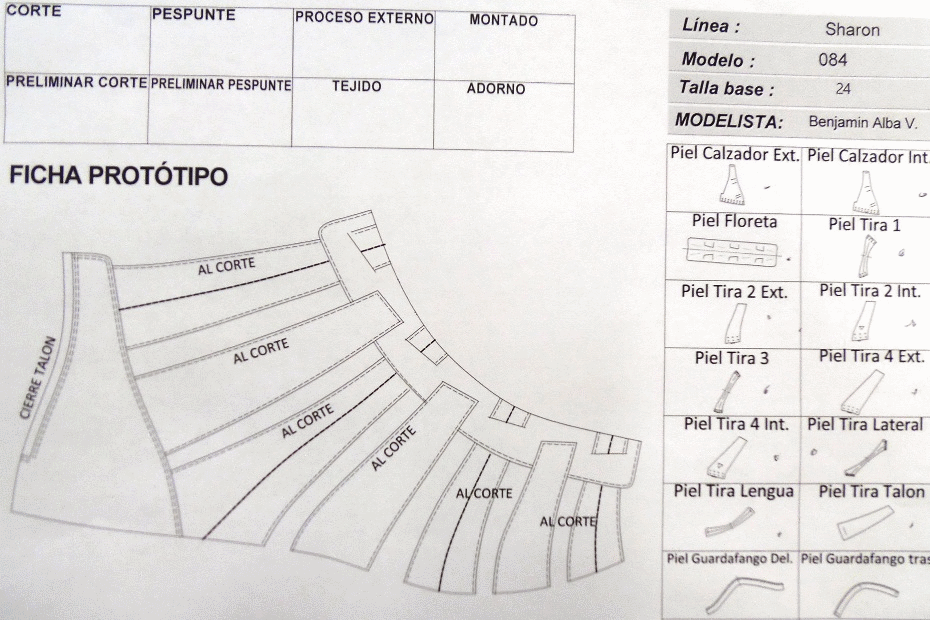 CORTE PESPUNTE PROCESO EXTERNO MONTADO
PRELIMINAR CORTE PRELIMINAR PESPUNTE TEJIDO ADORNO
FICHA PROTÓTIPO
CIERRE TALON
AL CORTE
AL CORTE
AL CORTE
AL CORTE
AL CORTE
AL CORTE
Línea : Sharon
Modelo : 084
Talla base : 24
MODELISTA: Benjamin Alba V.
Piel Calzador Ext. Piel Calzador Int.
Piel Floreta Piel Tira 1
Piel Tira 2 Ext. Piel Tira 2 Int.
Piel Tira 3 Piel Tira 4 Ext.
Piel Tira 4 Int. Piel Tira Lateral
Piel Tira Lengua Piel Tira Talon
Piel Guardafango Del. Piel Guardafango tras